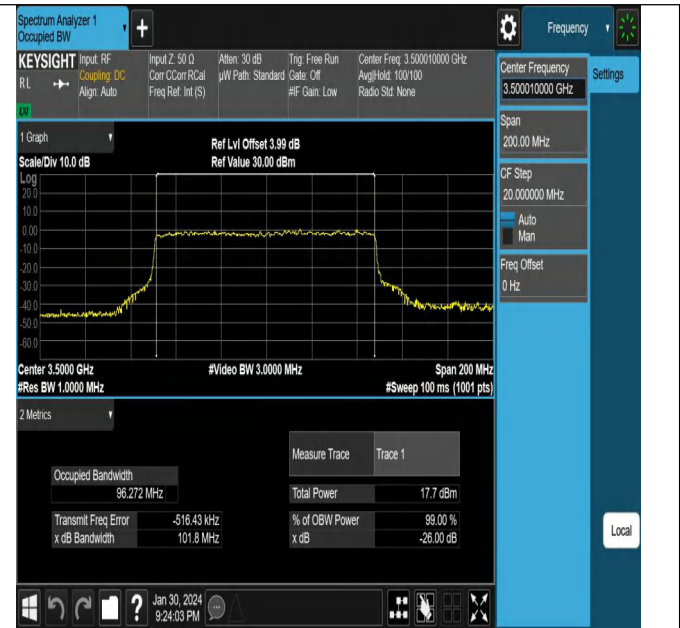 Spectrum Analyzer 1
Occupied BW
+
Frequency
KEYSIGHT Input: RF Input Z: 50 Ω Atten: 30 dB Trig: Free Run Center Freq: 3.500010000 GHz
RL Coupling: DC Corr CCorr RCal µW Path: Standard Gate: Off Avg|Hold: 100/100
Align: Auto Freq Ref: Int (S) #IF Gain: Low Radio Std: None
Center Frequency
3.500010000 GHz
Settings
Span
200.00 MHz
CF Step
20.000000 MHz
Auto
Man
Freq Offset
0 Hz
1 Graph
Ref Lvl Offset 3.99 dB
Scale/Div 10.0 dB Ref Value 30.00 dBm
Log
20.0
10.0
0.00
-10.0
-20.0
-30.0
-40.0
-50.0
-60.0
Center 3.5000 GHz #Video BW 3.0000 MHz Span 200 MHz
#Res BW 1.0000 MHz #Sweep 100 ms (1001 pts)
2 Metrics
Measure Trace Trace 1
Occupied Bandwidth
96.272 MHz
Total Power 17.7 dBm
Transmit Freq Error -516.43 kHz % of OBW Power 99.00 %
x dB Bandwidth 101.8 MHz x dB -26.00 dB
Local
?
Jan 30, 2024
9:24:03 PM